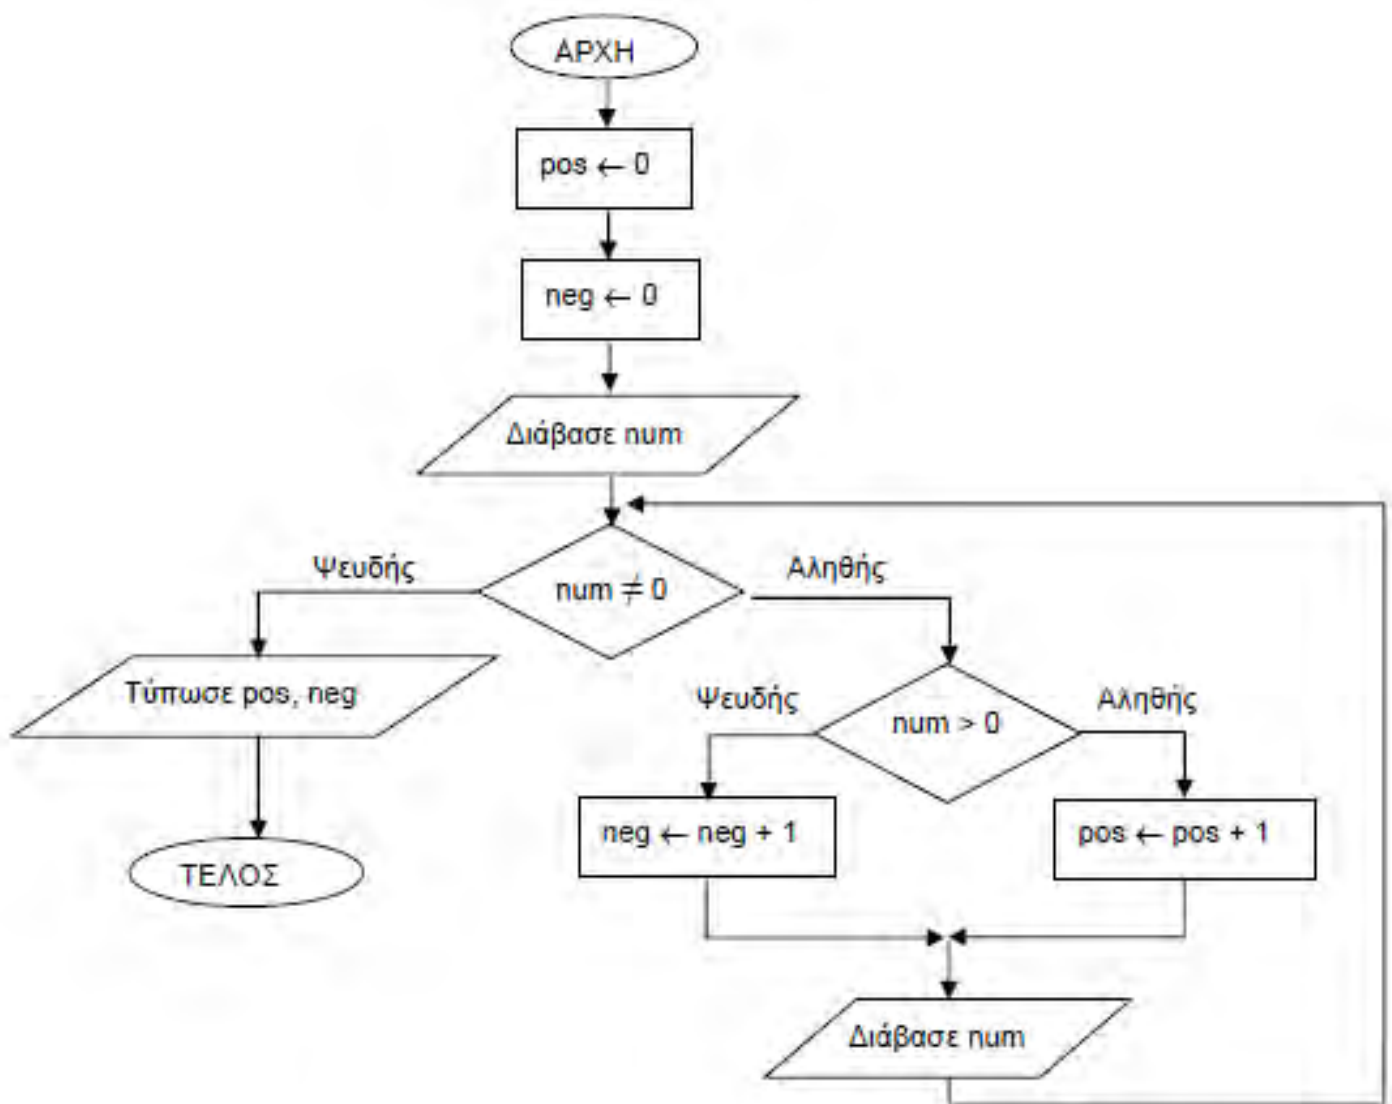 ΑΡΧΗ
pos ← 0
neg ← 0
Διάβασε num
Ψευδής
Αληθής
num ≠ 0
Τύπωσε pos, neg
Ψευδής
Αληθής
num > 0
neg ← neg + 1
pos ← pos + 1
ΤΕΛΟΣ
Διάβασε num